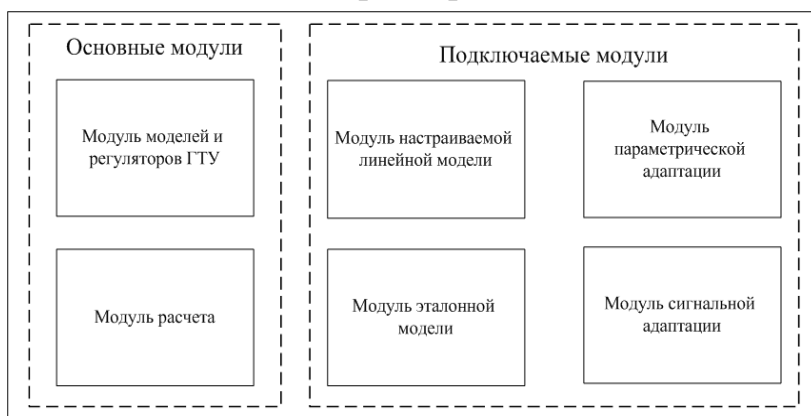 Основные модули
Модуль моделей и
регуляторов ГТУ
Модуль расчета
Подключаемые модули
Модуль настраиваемой
линейной модели
Модуль
параметрической
адаптации
Модуль эталонной
модели
Модуль сигнальной
адаптации